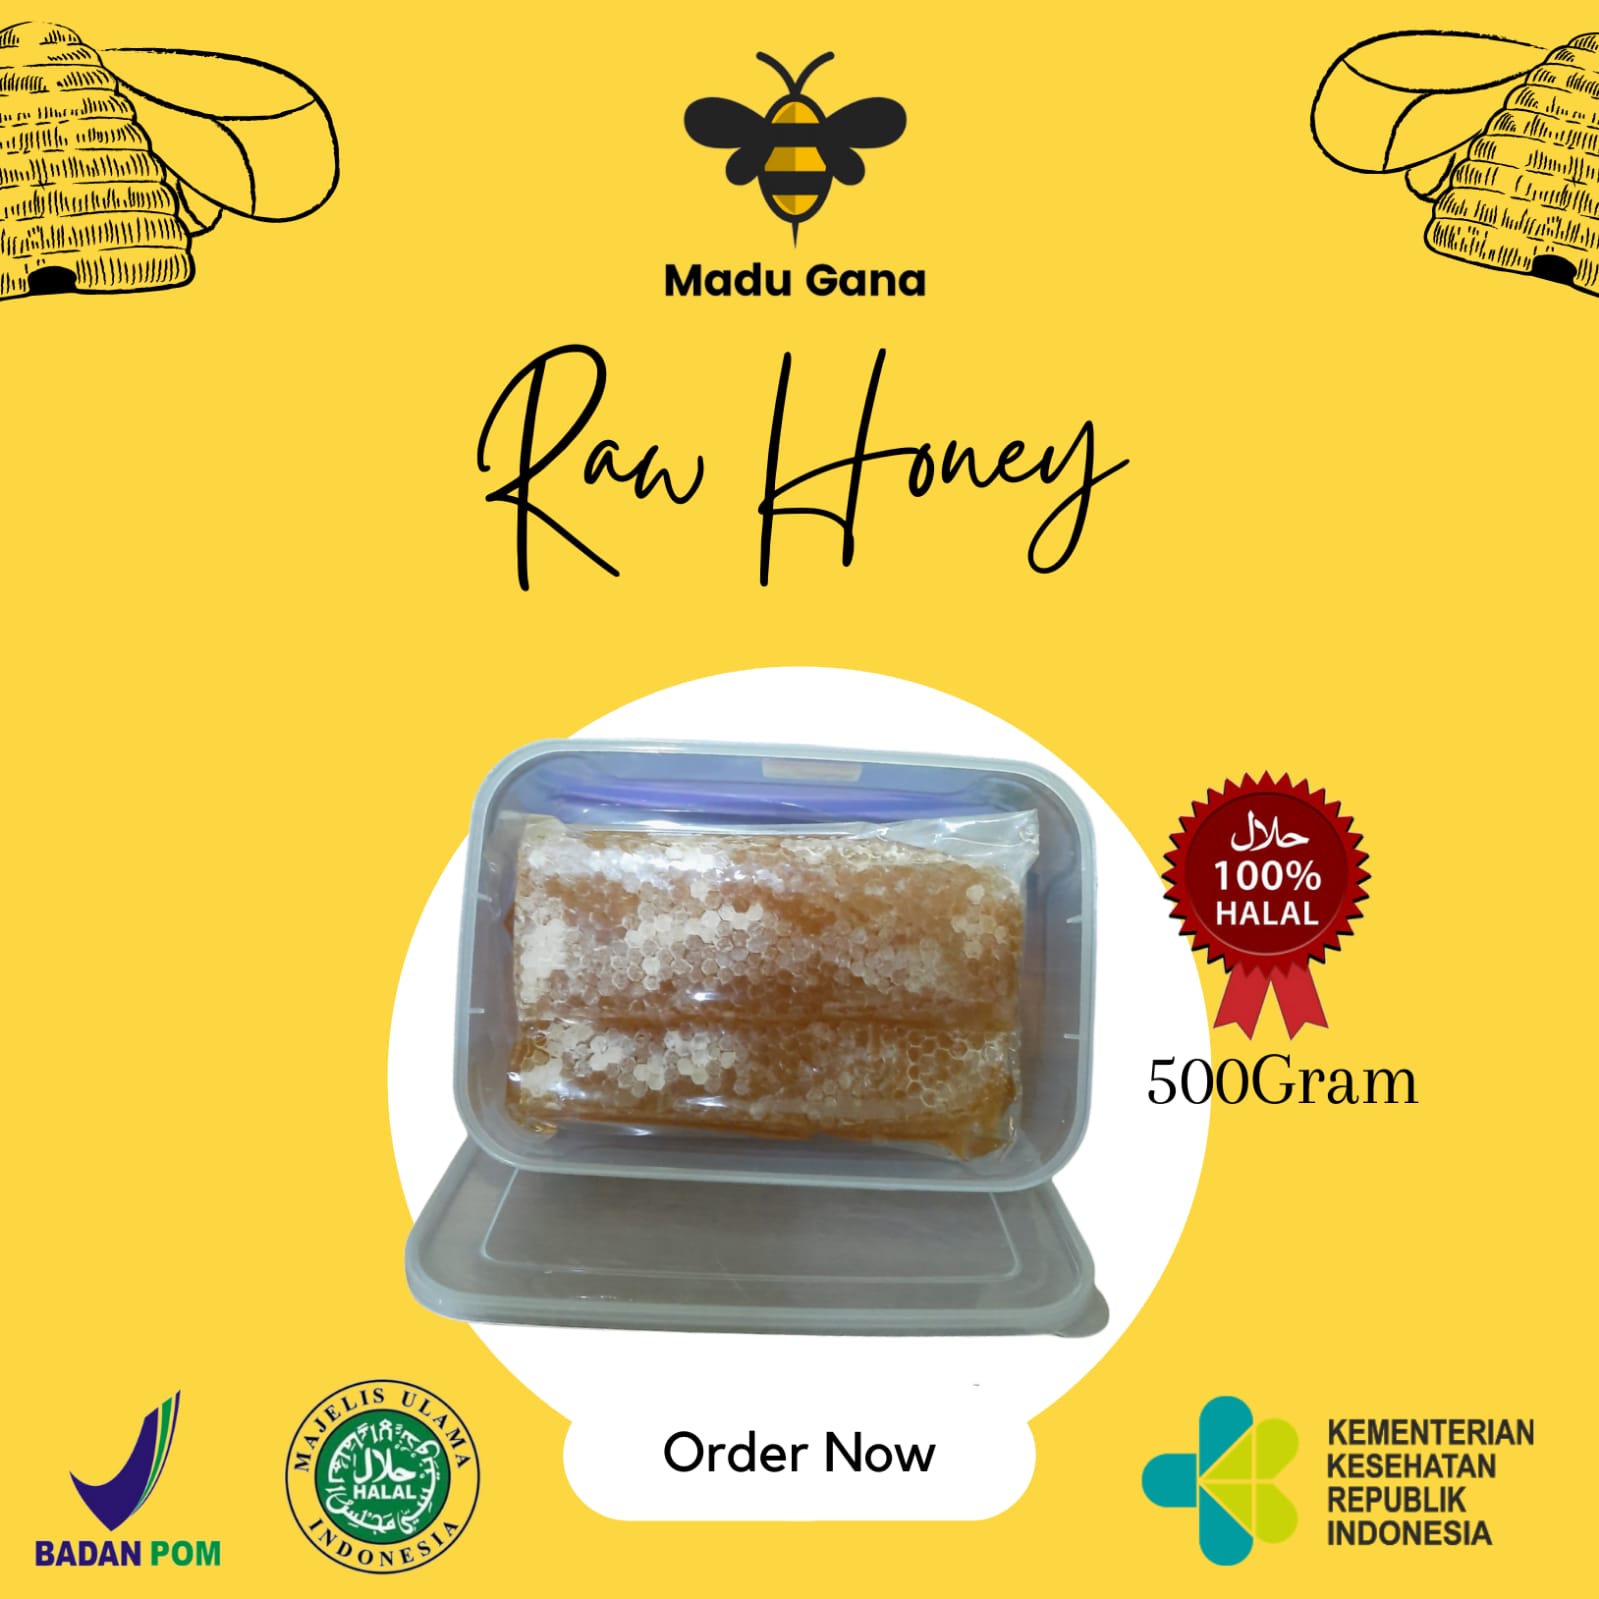 Madu Gana
Raw Honey
حلال
100%
HALAL
500Gram
Order Now
BADAN POM
MAJELIS ULAMA
حلال
HALAL
INDONESIA
KEMENTERIAN
KESEHATAN
REPUBLIK
INDONESIA